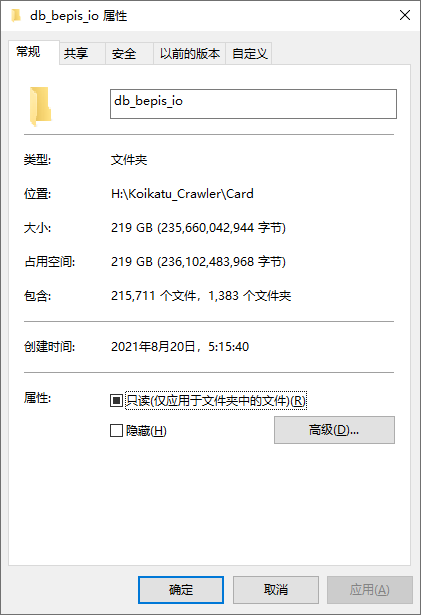 db_bepis_io 属性
常规 共享 安全 以前的版本 自定义
db_bepis_io
类型: 文件夹
位置: H:\Koikatu_Crawler\Card
大小: 219 GB (235,660,042,944 字节)
占用空间: 219 GB (236,102,483,968 字节)
包含: 215,711 个文件，1,383 个文件夹
创建时间: 2021年8月20日，5:15:40
属性: 只读(仅应用于文件夹中的文件)(R)
隐藏(H) 高级(D)...
确定 取消 应用(A)